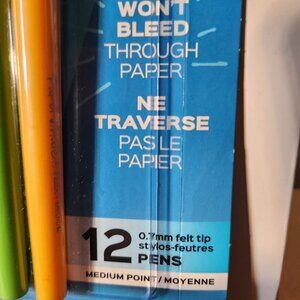 WON'T
BLEED
THROUGH
PAPER
NE
TRAVERSE
PAS LE
PAPIER
12
0.7mm felt tip
stylos-feutres
PENS
MEDIUM POINT/MOYENNE